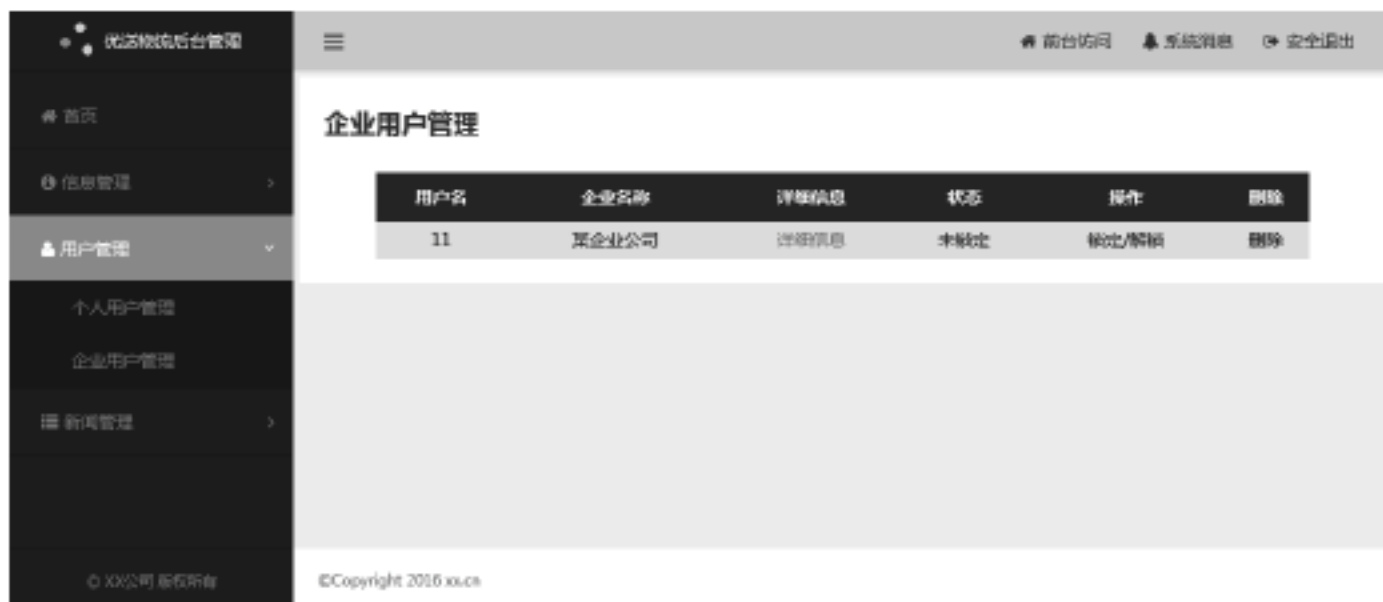 优送物流后台管理
前台访问 系统消息 安全退出
首页
信息管理
用户管理
个人用户管理
企业用户管理
新闻管理
© XX公司 版权所有
企业用户管理
用户名 企业名称 详细信息 状态 操作 删除
11 某企业公司 详细信息 未锁定 锁定/解锁 删除
©Copyright 2016 xx.cn